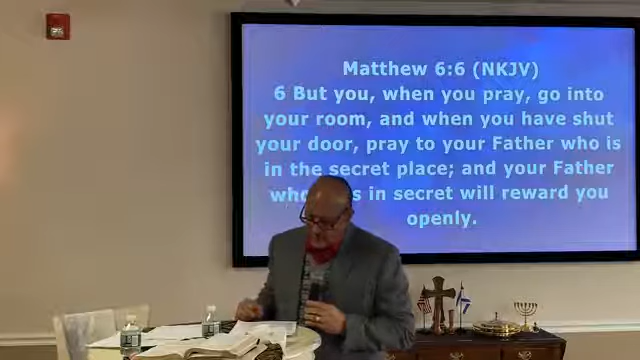 Matthew 6:6 (NKJV)
6 But you, when you pray, go into
your room, and when you have shut
your door, pray to your Father who is
in the secret place; and your Father
in secret will reward you
openly.